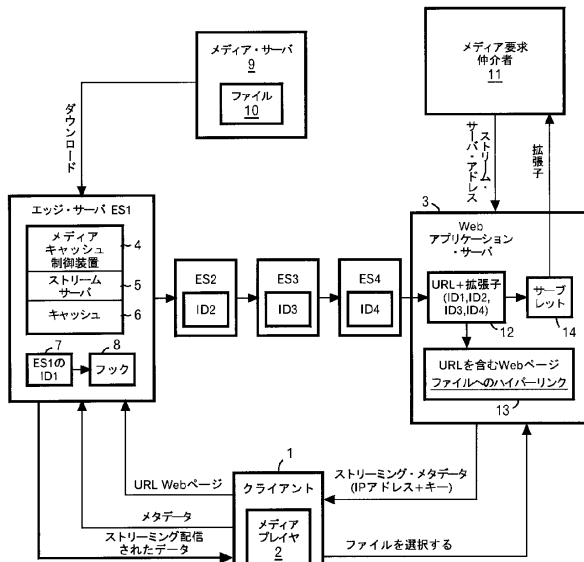 メディア・サーバ
9
ファイル
10
メディア要求
仲介者
11
ダウンロード
ストリーム・
サーバ・アドレス
拡張子
エッジ・サーバ ES1
メディア
キャッシュ
制御装置
4
ストリーム
サーバ
5
キャッシュ
6
7
8
ES1の
ID1
フック
ES2
ID2
ES3
ID3
ES4
ID4
3
Web
アプリケーション
・サーバ
URL+拡張子
(ID1,ID2,
ID3,ID4)
12
サーブ
レット
14
URLを含むWebページ
ファイルへのハイパーリンク
13
1
URL Webページ
クライアント
ストリーミング・メタデータ
(IPアドレス+キー)
メタデータ
ストリーミング配信
されたデータ
メディア
プレイヤ
2
ファイルを選択する